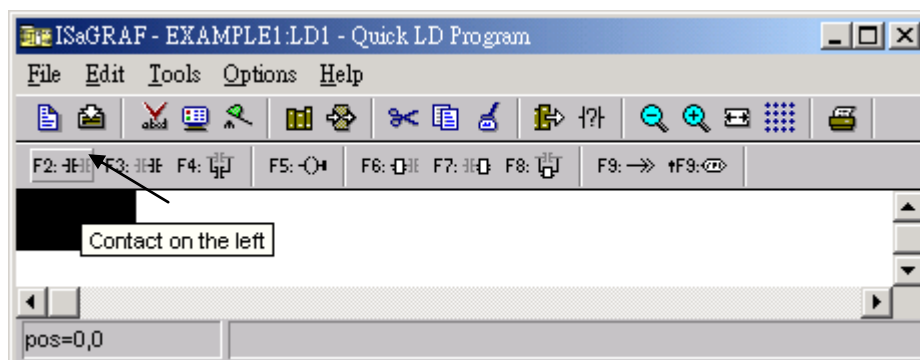 ISaGRAF - EXAMPLE1:LD1 - Quick LD Program
File Edit Tools Options Help
F2: F3: F4: F5: F6: F7: F8: F9: ↑F9:
Contact on the left
pos=0,0